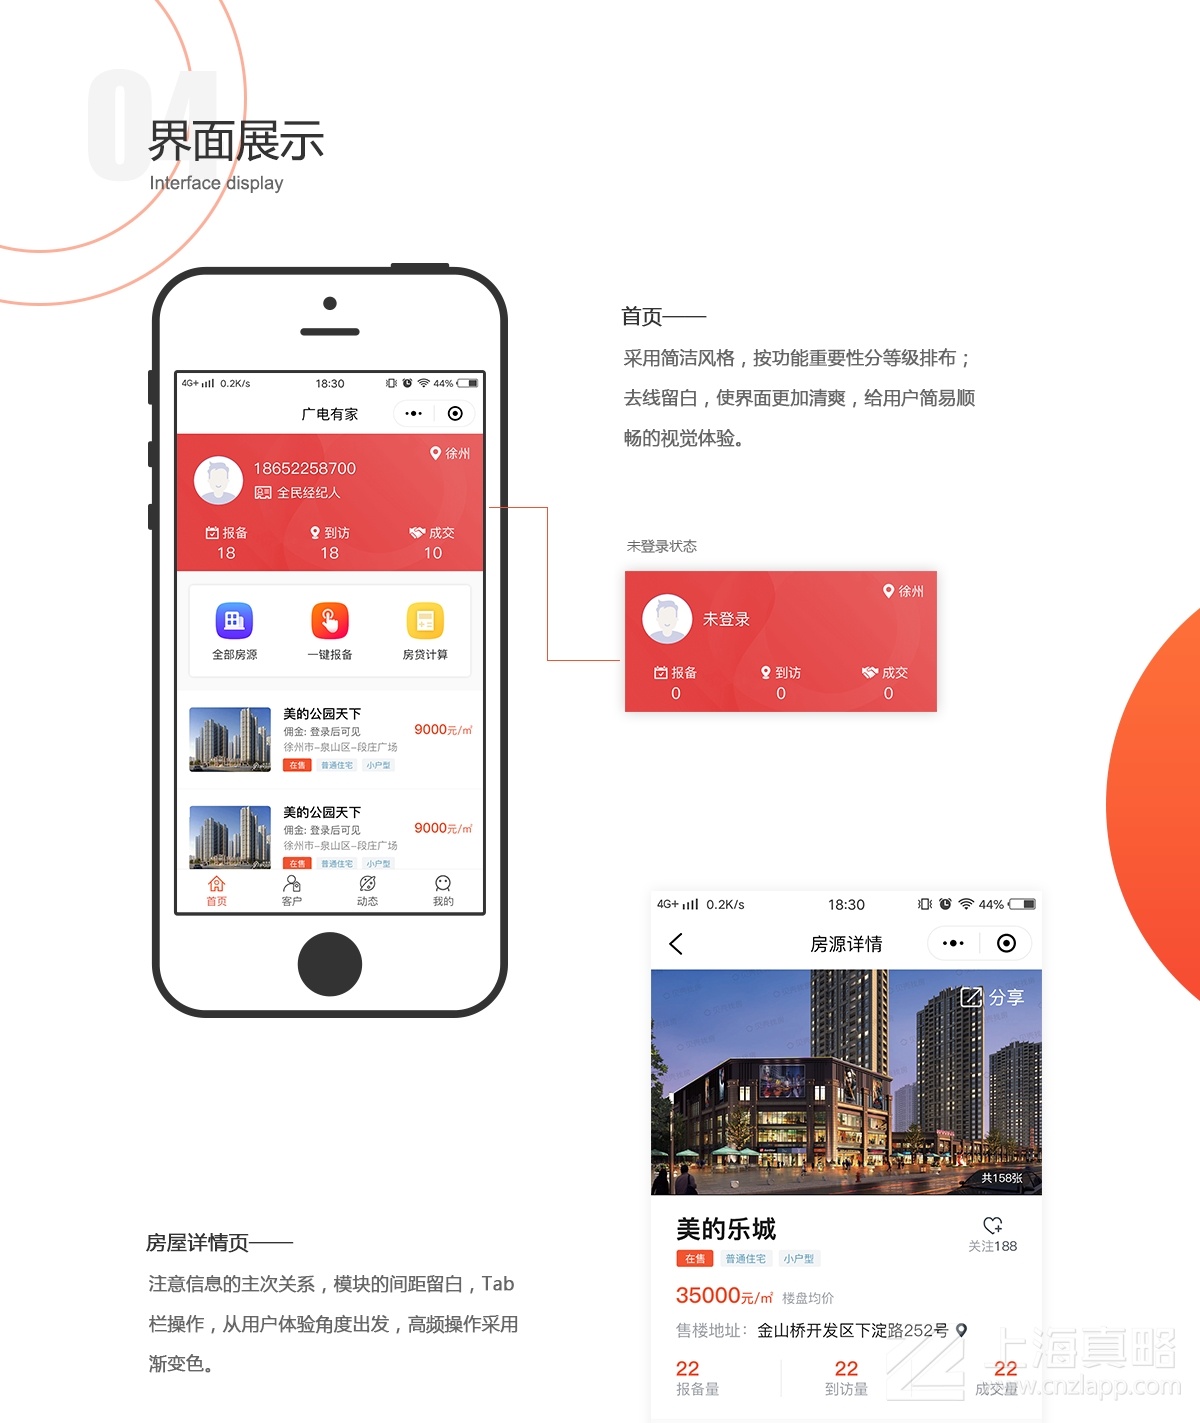 04
界面展示
Interface display
首页——
采用简洁风格，按功能重要性分等级排布；
去线留白，使界面更加清爽，给用户简易顺
畅的视觉体验。
4G+ 0.2K/s 18:30 44%
广电有家
徐州
18652258700
全民经纪人
报备 到访 成交
18 18 10
全部房源 一键报备 房贷计算
美的公园天下
佣金: 登录后可见
9000元/㎡
徐州市-泉山区-段庄广场
在售 普通住宅 小户型
美的公园天下
佣金: 登录后可见
9000元/㎡
徐州市-泉山区-段庄广场
在售 普通住宅 小户型
首页 客户 动态 我的
未登录状态
徐州
未登录
报备 到访 成交
0 0 0
4G+ 0.2K/s 18:30 44%
房源详情
分享
共158张
美的乐城
关注188
在售 普通住宅 小户型
35000元/㎡ 楼盘均价
售楼地址: 金山桥开发区下淀路252号
22 22 22
报备量 到访量 成交量
房屋详情页——
注意信息的主次关系，模块的间距留白，Tab
栏操作，从用户体验角度出发，高频操作采用
渐变色。
上海真略
www.cnzlapp.com